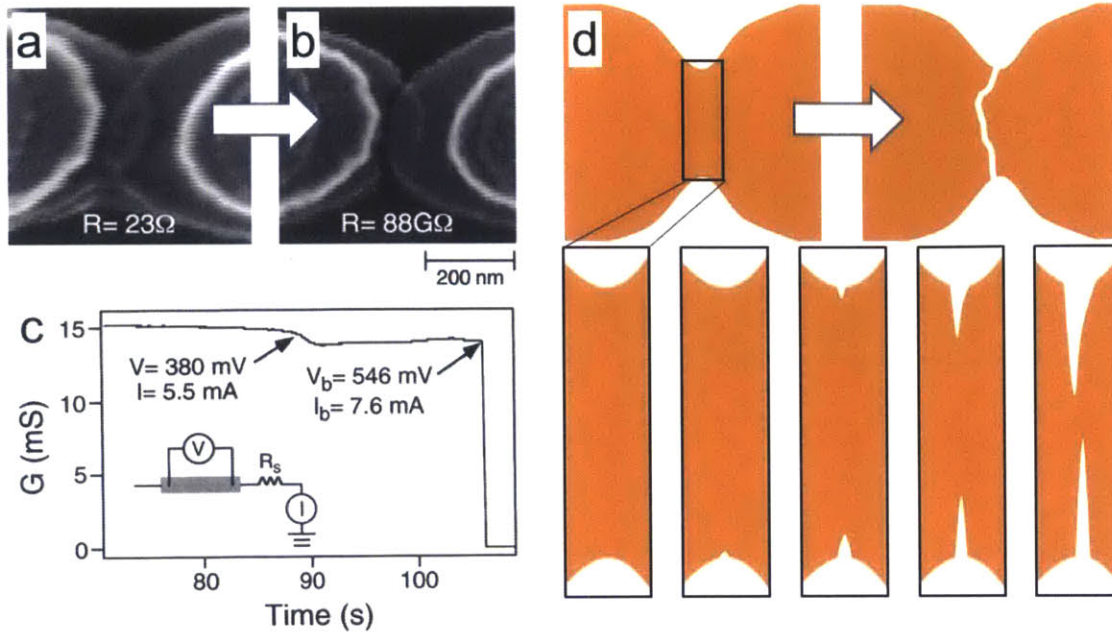 a
b
R= 23Ω
R= 88GΩ
200 nm
c
15
10
5
0
G (mS)
V= 380 mV
I= 5.5 mA
V_b= 546 mV
I_b= 7.6 mA
V
R_s
I
80
90
100
Time (s)
d